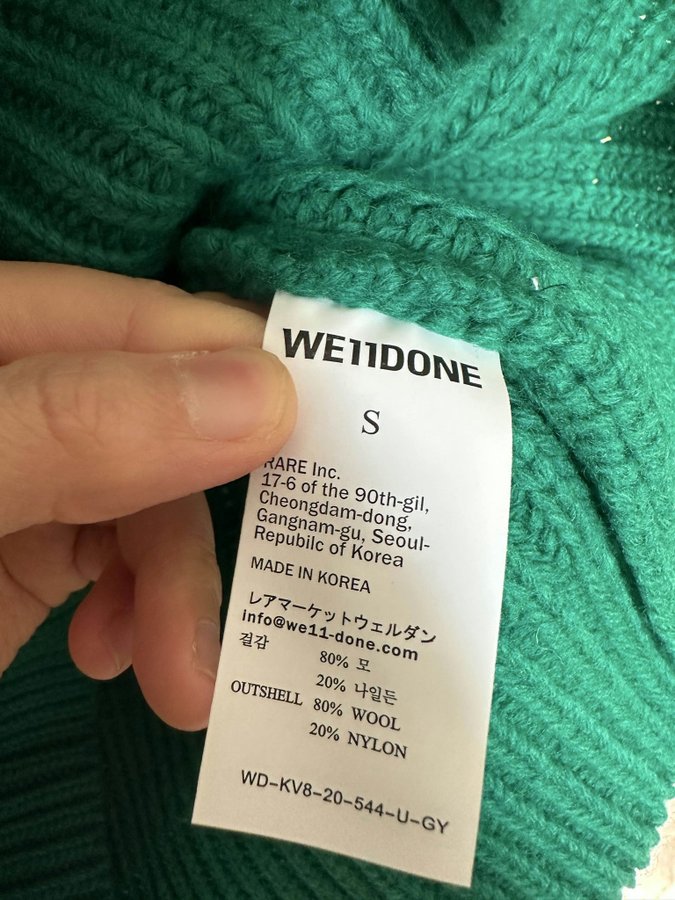 WE11DONE
S
RARE Inc.
17-6 of the 90th-gil,
Cheongdam-dong,
Gangnam-gu, Seoul-
Republic of Korea
MADE IN KOREA
レアマーケットウェルダン
info@we11-done.com
겉감 80% 모
20% 나일든
OUTSHELL 80% WOOL
20% NYLON
WD-KV8-20-544-U-GY